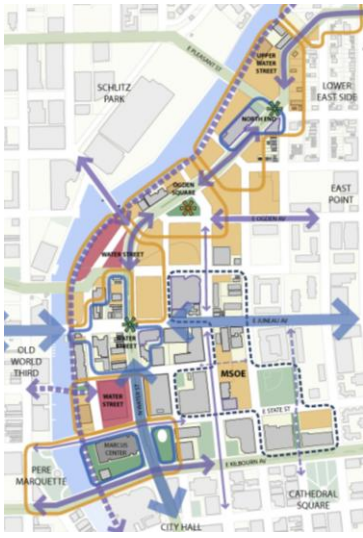 E PLEASANT ST
UPPER
WATER
STREET
SCHLITZ
PARK
LOWER
EAST SIDE
NORTH END
OGDEN
SQUARE
EAST
POINT
E OGDEN AV
WATER STREET
E JUNEAU AV
WATER
STREET
OLD
WORLD
THIRD
MSOE
WATER
STREET
E STATE ST
MARCUS
CENTER
PERE
MARQUETTE
E KILBOURN AV
CATHEDRAL
SQUARE
CITY HALL